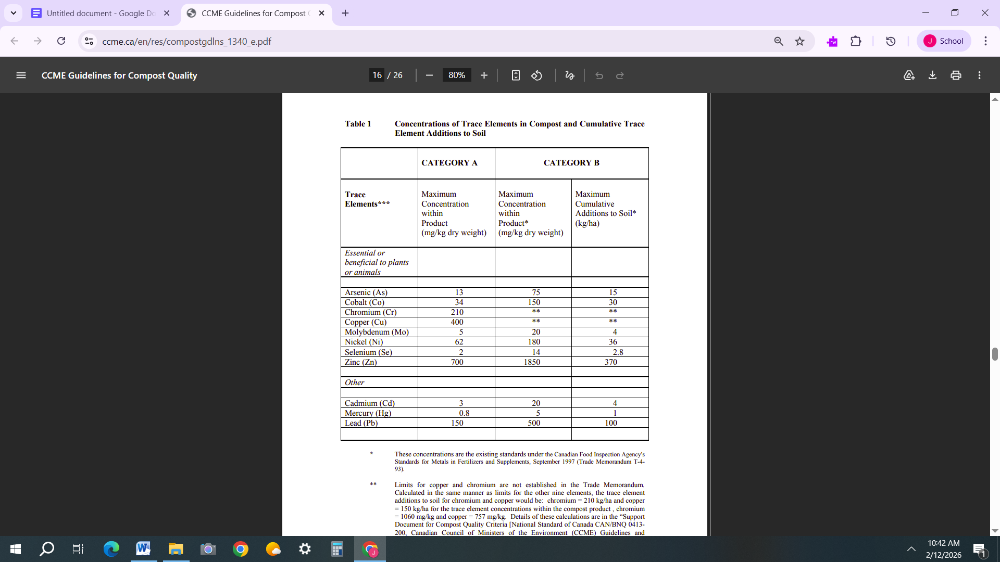 Untitled document - Google Do
CCME Guidelines for Compost
ccme.ca/en/res/compostgdlns_1340_e.pdf
J School
CCME Guidelines for Compost Quality
16 / 26
80%
Table 1 Concentrations of Trace Elements in Compost and Cumulative Trace
Element Additions to Soil
CATEGORY A CATEGORY B
Trace
Elements***
Maximum
Concentration
within
Product
(mg/kg dry weight)
Maximum
Concentration
within
Product*
(mg/kg dry weight)
Maximum
Cumulative
Additions to Soil*
(kg/ha)
Essential or
beneficial to plants
or animals
Arsenic (As) 13 75 15
Cobalt (Co) 34 150 30
Chromium (Cr) 210 ** **
Copper (Cu) 400 ** **
Molybdenum (Mo) 5 20 4
Nickel (Ni) 62 180 36
Selenium (Se) 2 14 2.8
Zinc (Zn) 700 1850 370
Other
Cadmium (Cd) 3 20 4
Mercury (Hg) 0.8 5 1
Lead (Pb) 150 500 100
* These concentrations are the existing standards under the Canadian Food Inspection Agency's
Standards for Metals in Fertilizers and Supplements, September 1997 (Trade Memorandum T-4-
93).
** Limits for copper and chromium are not established in the Trade Memorandum.
Calculated in the same manner as limits for the other nine elements, the trace element
additions to soil for chromium and copper would be: chromium = 210 kg/ha and copper
= 150 kg/ha for the trace element concentrations within the compost product , chromium
= 1060 mg/kg and copper = 757 mg/kg. Details of these calculations are in the “Support
Document for Compost Quality Criteria [National Standard of Canada CAN/BNQ 0413-
200, Canadian Council of Ministers of the Environment (CCME) Guidelines and
10:42 AM
2/12/2026
1